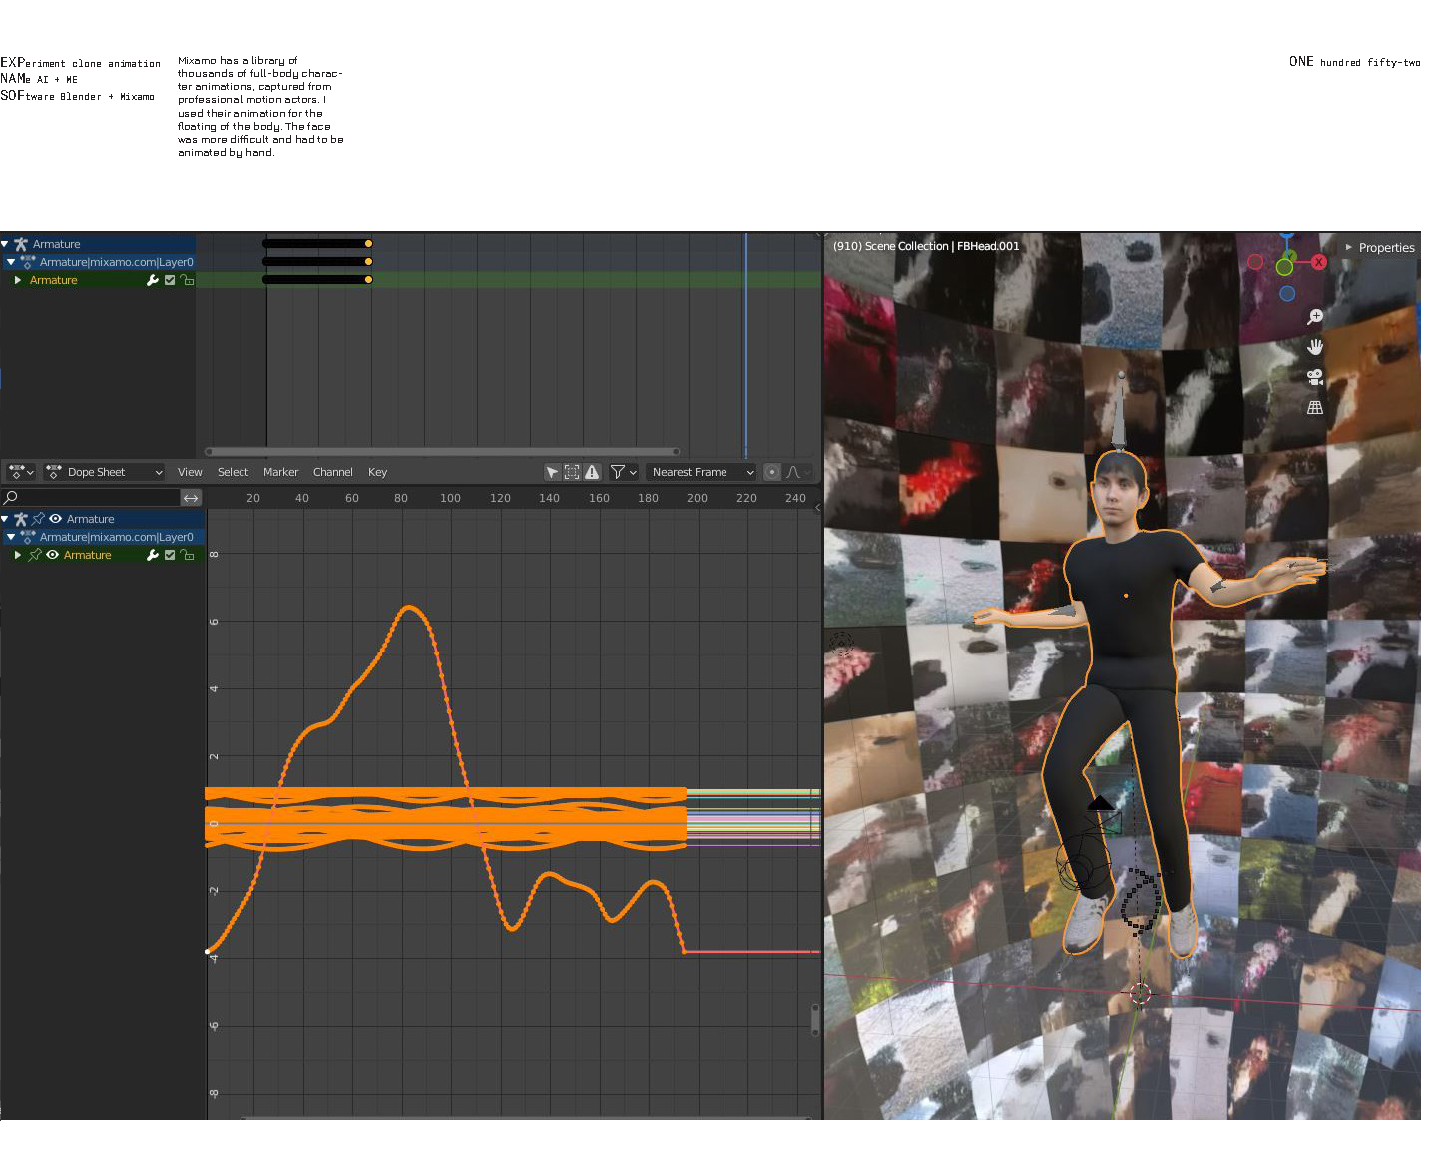 EXPeriment clone animation
NAMe AI + ME
SOFtware Blender + Mixamo
Mixamo has a library of
thousands of full-body charac-
ter animations, captured from
professional motion actors. I
used their animation for the
floating of the body. The face
was more difficult and had to be
animated by hand.
ONE hundred fifty-two
Armature
Armature|mixamo.com|Layer0
Armature
Dope Sheet View Select Marker Channel Key Nearest Frame
20 40 60 80 100 120 140 160 180 200 220 240
Armature
Armature|mixamo.com|Layer0
Armature
8
6
4
2
0
-2
-4
-6
-8
(910) Scene Collection | FBHead.001
Properties
X